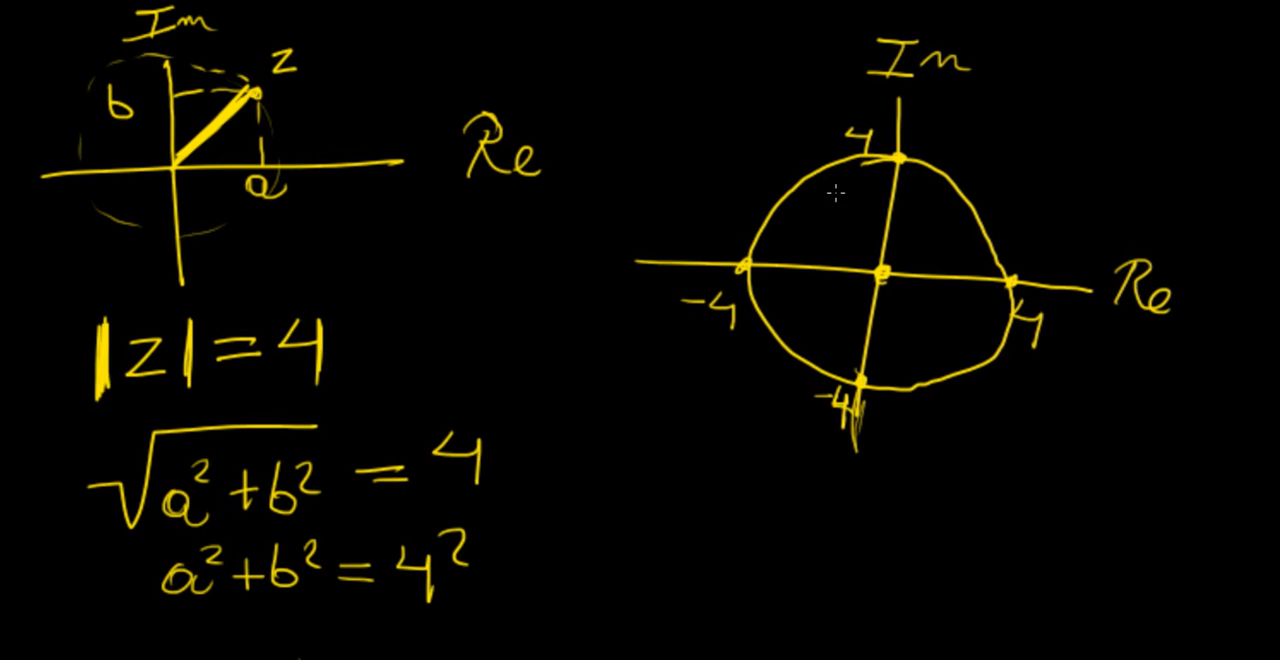 Im
z
b
Re
a
|z| = 4
√a² + b² = 4
a² + b² = 4²
Im
4
-4
Re
4
-4